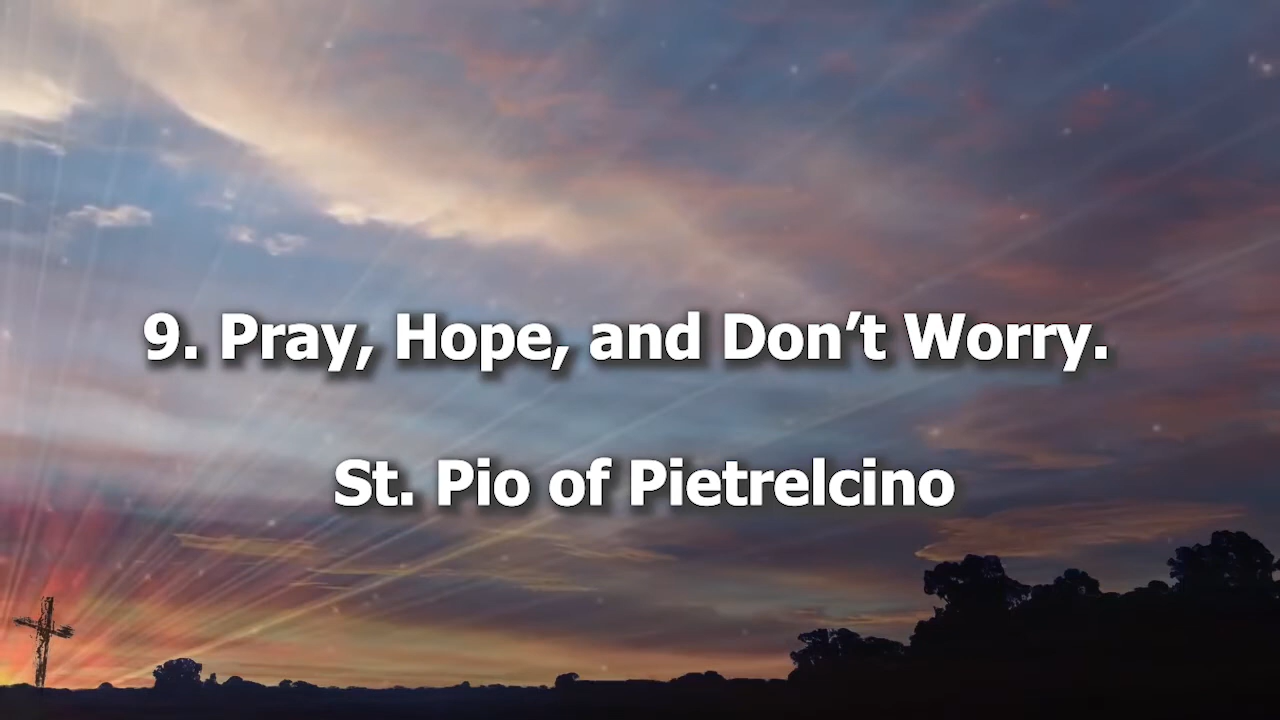 9. Pray, Hope, and Don’t Worry.
St. Pio of Pietrelcino